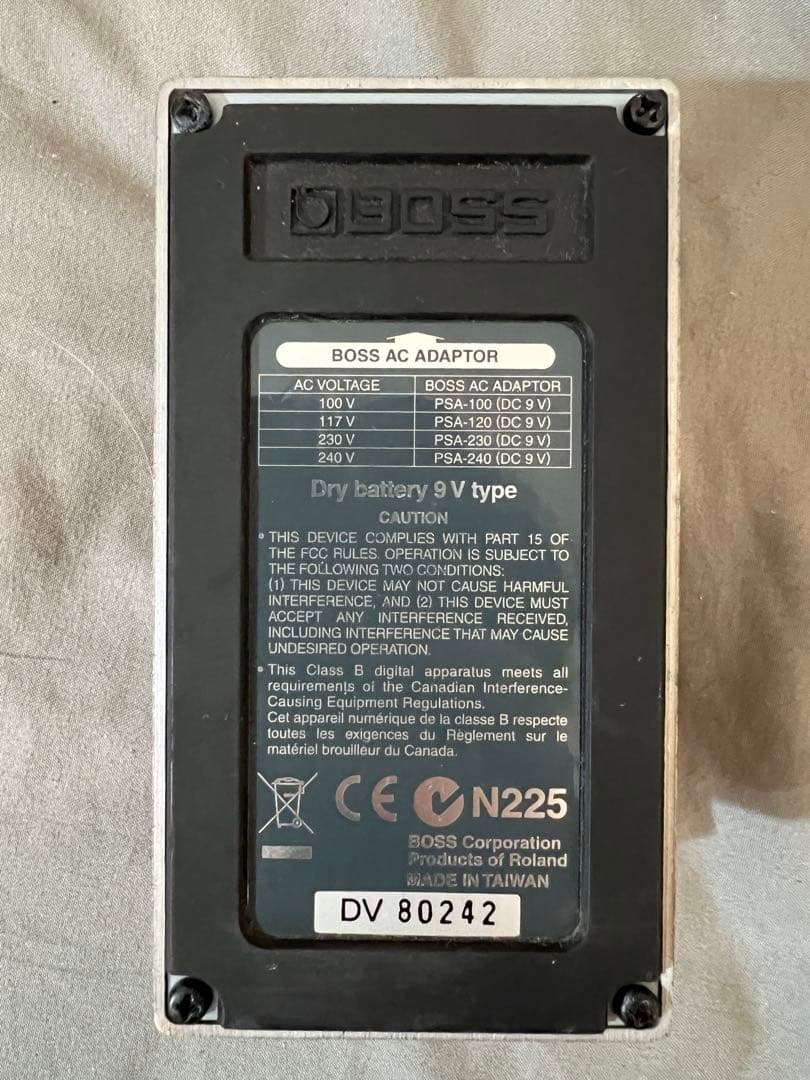 BOSS
BOSS AC ADAPTOR
AC VOLTAGE BOSS AC ADAPTOR
100 V PSA-100 (DC 9 V)
117 V PSA-120 (DC 9 V)
230 V PSA-230 (DC 9 V)
240 V PSA-240 (DC 9 V)
Dry battery 9 V type
CAUTION
• THIS DEVICE COMPLIES WITH PART 15 OF
THE FCC RULES. OPERATION IS SUBJECT TO
THE FOLLOWING TWO CONDITIONS:
(1) THIS DEVICE MAY NOT CAUSE HARMFUL
INTERFERENCE, AND (2) THIS DEVICE MUST
ACCEPT ANY INTERFERENCE RECEIVED,
INCLUDING INTERFERENCE THAT MAY CAUSE
UNDESIRED OPERATION.
• This Class B digital apparatus meets all
requirements of the Canadian Interference-
Causing Equipment Regulations.
Cet appareil numérique de la classe B respecte
toutes les exigences du Règlement sur le
matériel brouilleur du Canada.
CE N225
BOSS Corporation
Products of Roland
MADE IN TAIWAN
DV 80242